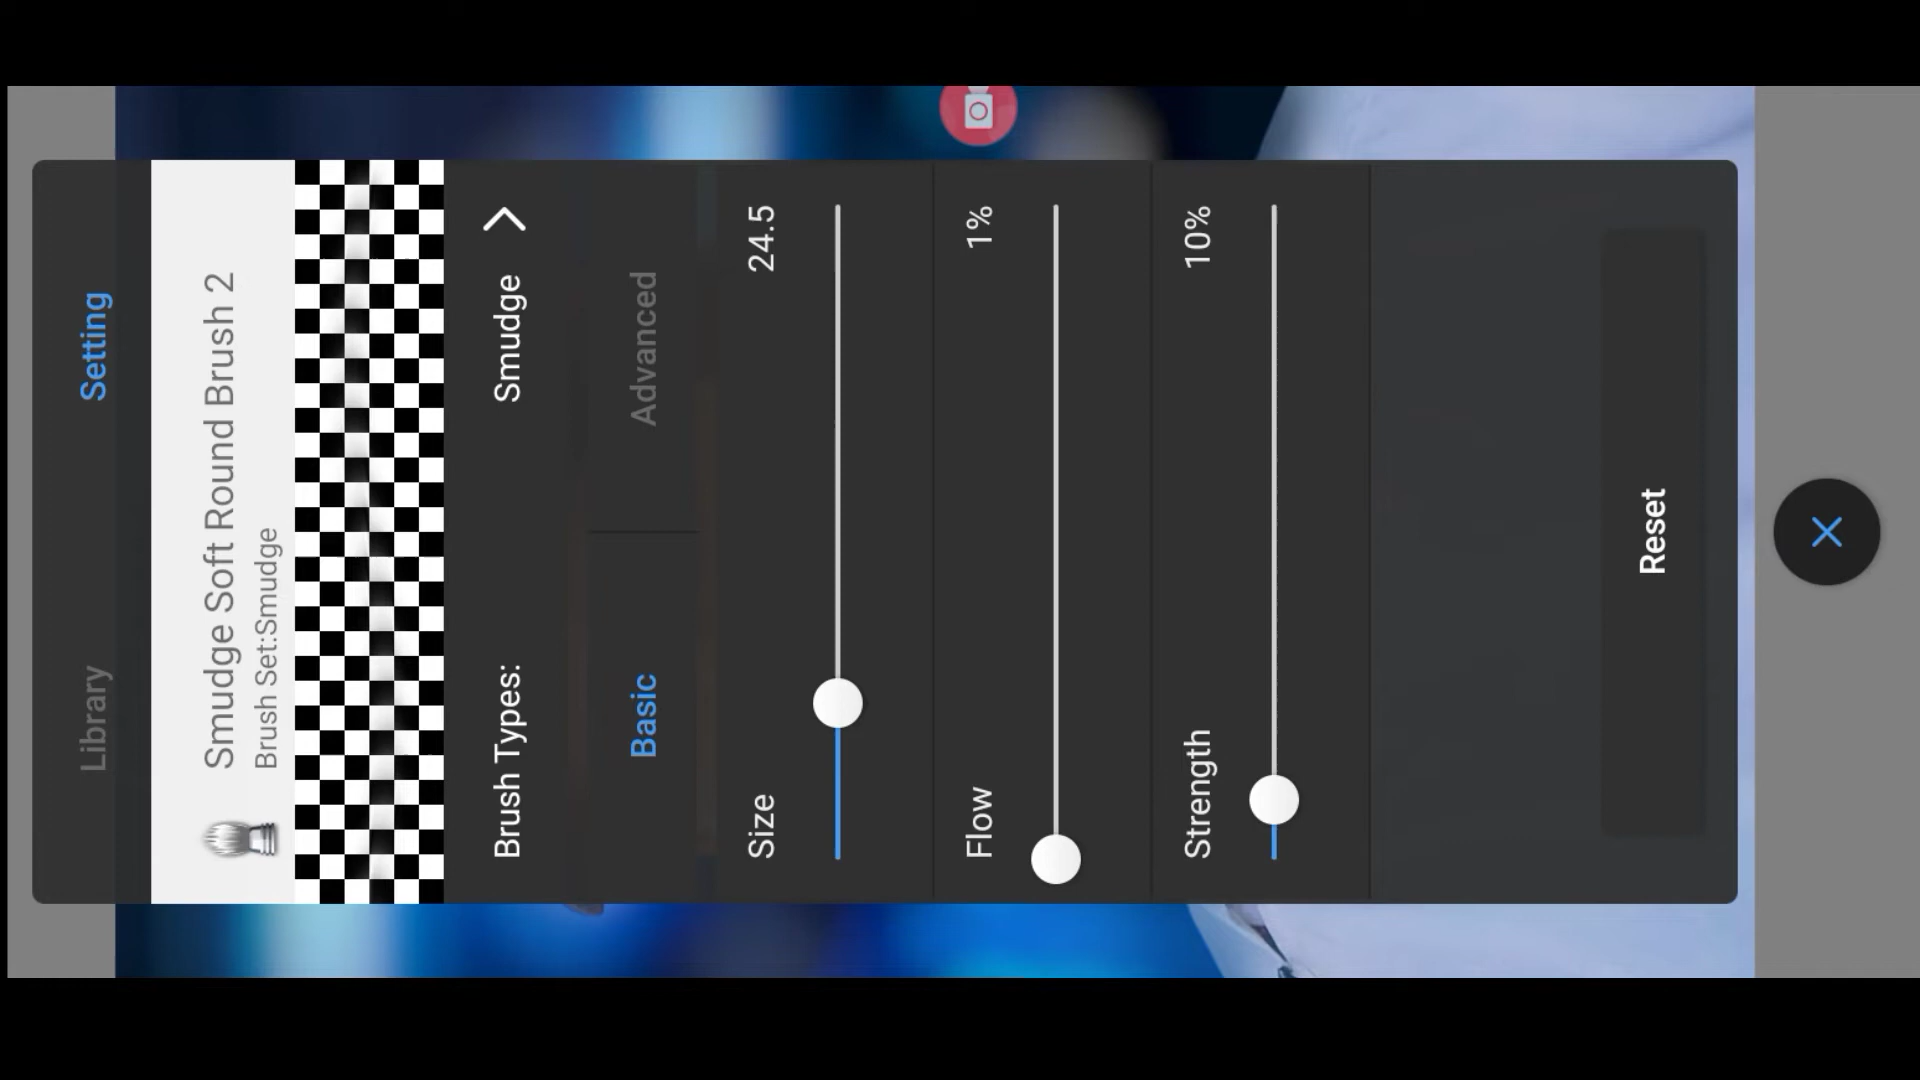 Library Setting
Smudge Soft Round Brush 2
Brush Set:Smudge
Brush Types: Smudge
Basic Advanced
Size 24.5
Flow 1%
Strength 10%
Reset